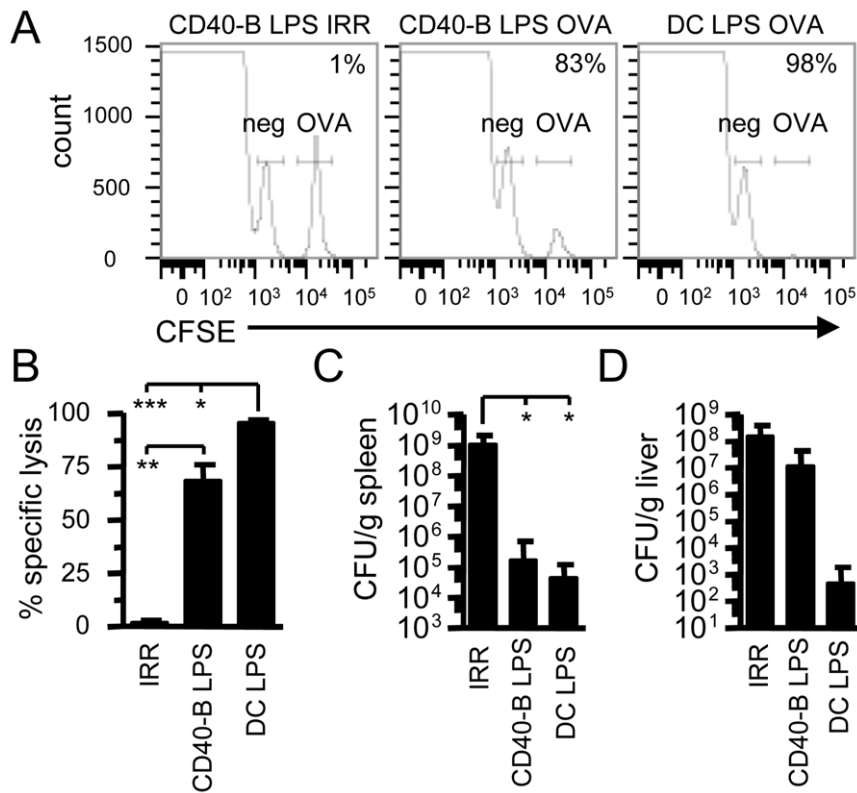 A
CD40-B LPS IRR CD40-B LPS OVA DC LPS OVA
1% 83% 98%
count
1500
1000
500
0
neg OVA neg OVA neg OVA
0 10² 10³ 10⁴ 10⁵ 0 10² 10³ 10⁴ 10⁵ 0 10² 10³ 10⁴ 10⁵
CFSE
B
% specific lysis
100
75
50
25
0
*** *
**
IRR
CD40-B LPS
DC LPS
C
CFU/g spleen
10¹⁰
10⁹
10⁸
10⁷
10⁶
10⁵
10⁴
10³
* *
IRR
CD40-B LPS
DC LPS
D
CFU/g liver
10⁹
10⁸
10⁷
10⁶
10⁵
10⁴
10³
10²
10¹
IRR
CD40-B LPS
DC LPS